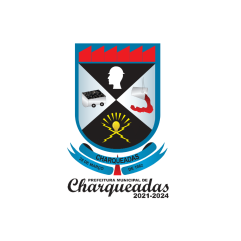 CHARQUEADAS
PREFEITURA MUNICIPAL DE
Charqueadas
2021-2024